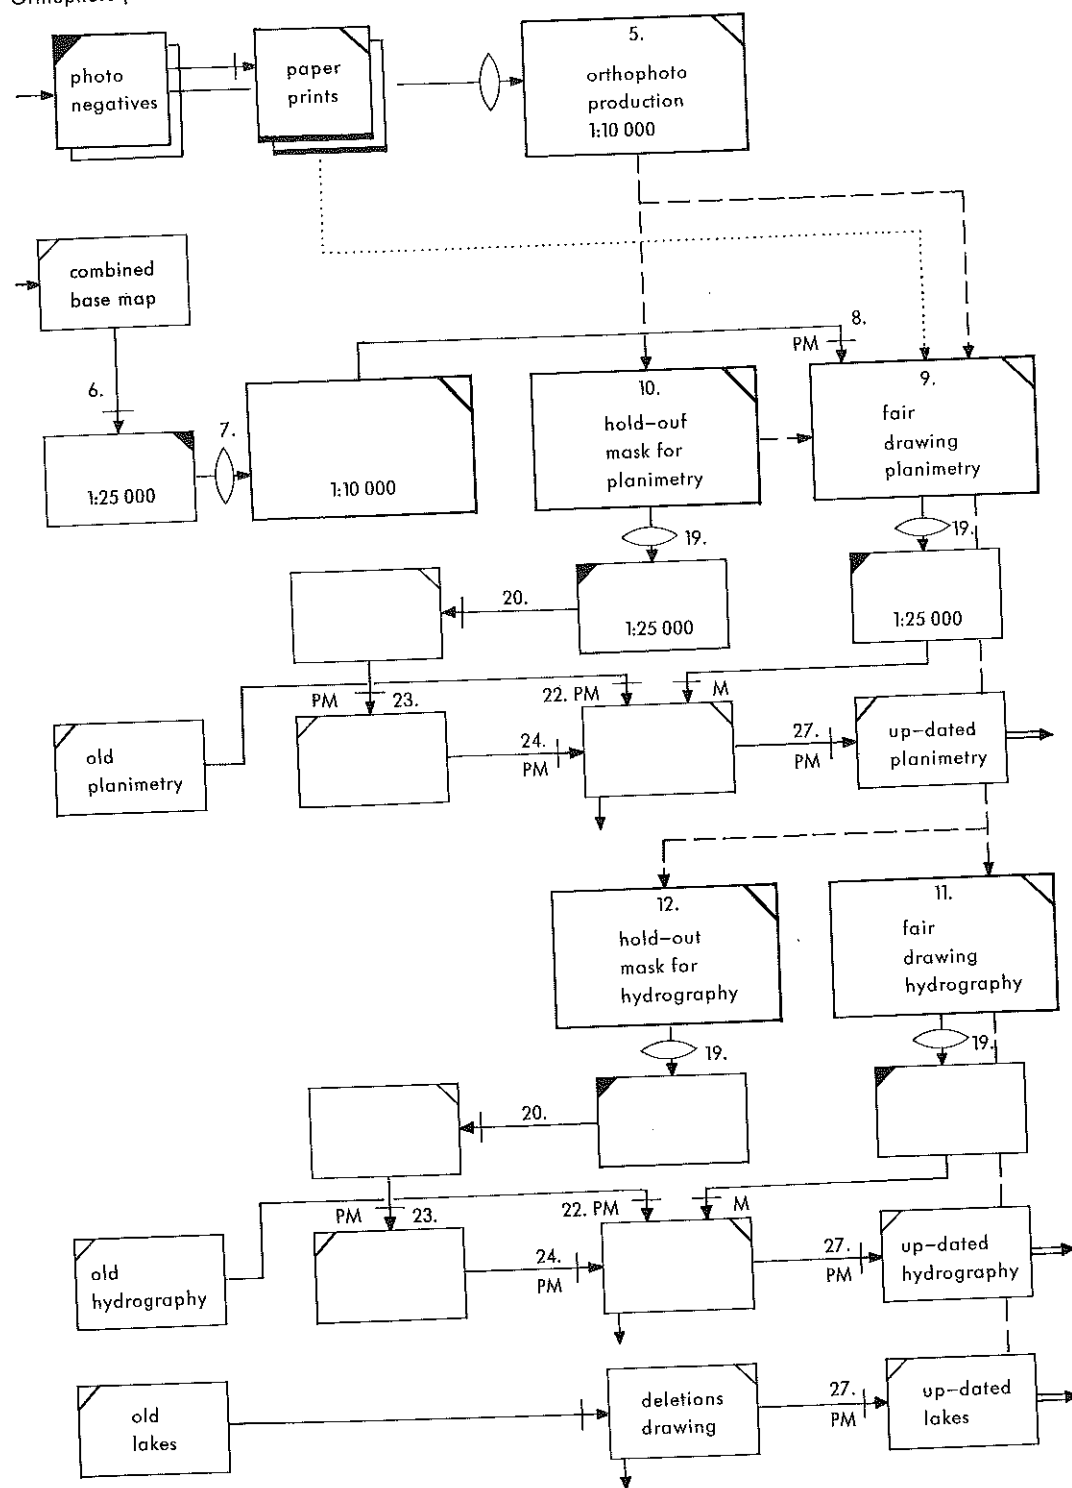 photo
negatives
paper
prints
5.
orthophoto
production
1:10 000
combined
base map
8.
PM
6.
7.
1:25 000
1:10 000
10.
hold-out
mask for
planimetry
9.
fair
drawing
planimetry
19.
19.
20.
1:25 000
1:25 000
PM
23.
22. PM
M
old
planimetry
24.
PM
27.
PM
up-dated
planimetry
12.
hold-out
mask for
hydrography
11.
fair
drawing
hydrography
19.
19.
20.
PM
23.
22. PM
M
old
hydrography
24.
PM
27.
PM
up-dated
hydrography
old
lakes
deletions
drawing
27.
PM
up-dated
lakes